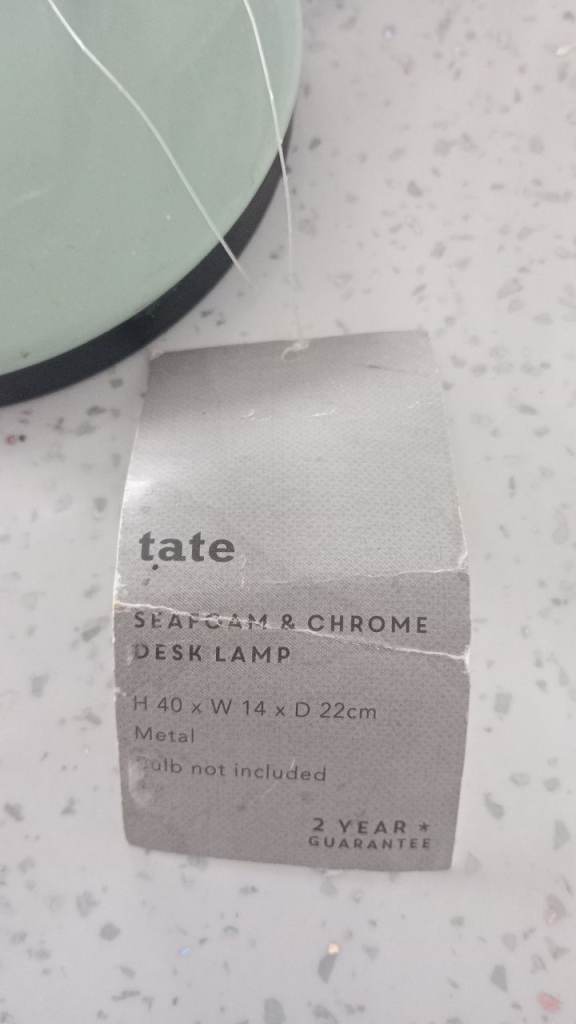 tate
SEAFOAM & CHROME
DESK LAMP
H 40 x W 14 x D 22cm
Metal
Bulb not included
2 YEAR *
GUARANTEE